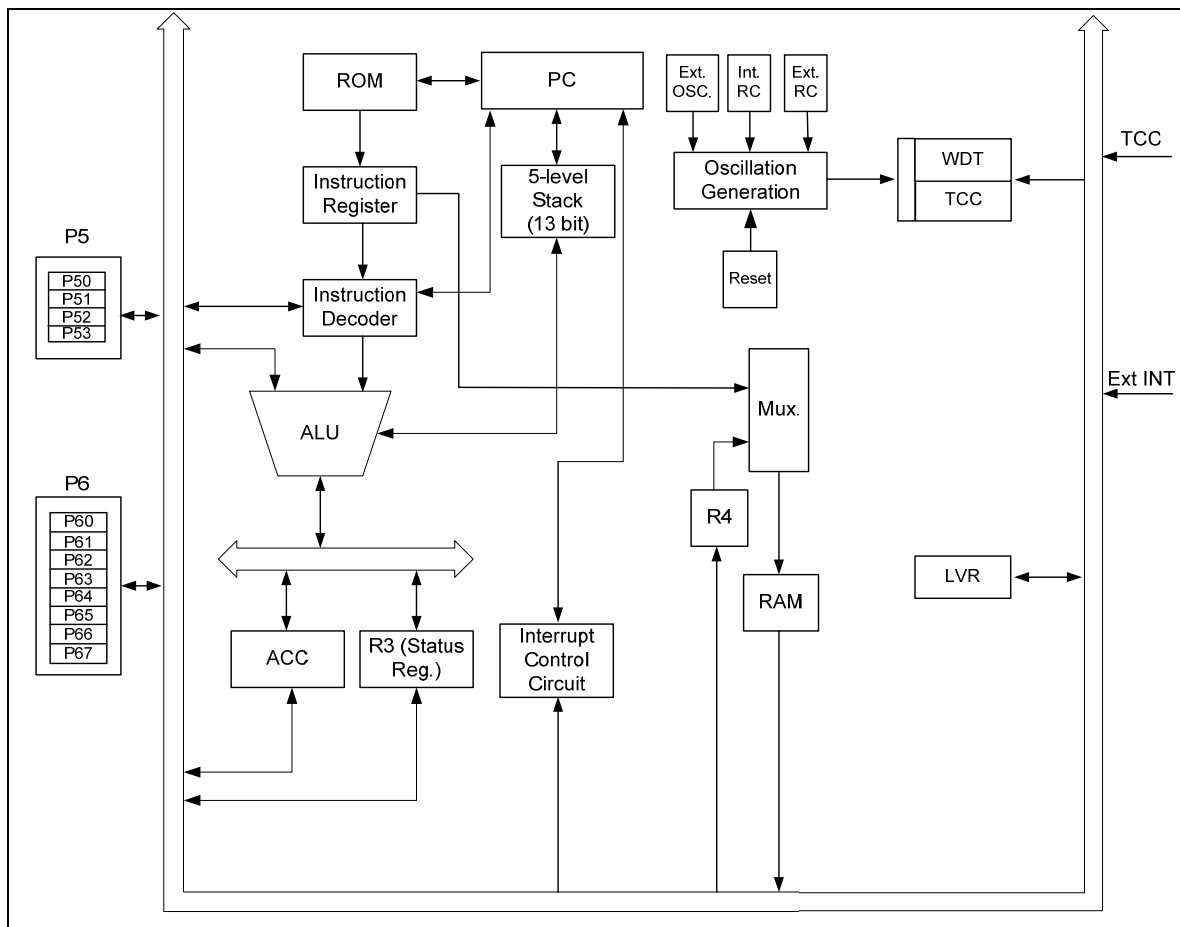 ROM
PC
Ext.
OSC.
Int.
RC
Ext.
RC
TCC
WDT
TCC
Oscillation
Generation
Instruction
Register
5-level
Stack
(13 bit)
P5
P50
P51
P52
P53
Reset
Instruction
Decoder
Ext INT
Mux.
ALU
P6
P60
P61
P62
P63
P64
P65
P66
P67
R4
LVR
RAM
ACC
R3 (Status
Reg.)
Interrupt
Control
Circuit